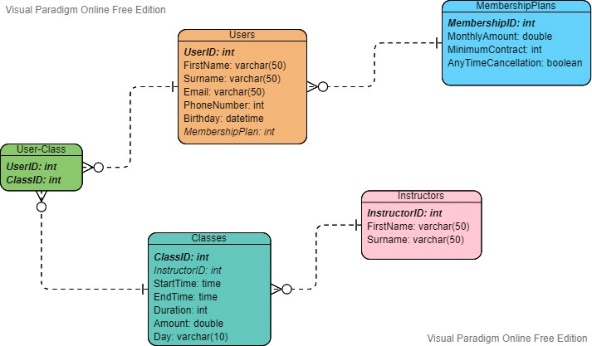 Visual Paradigm Online Free Edition
MembershipPlans
MembershipID: int
MonthlyAmount: double
MinimumContract: int
AnyTimeCancellation: boolean
Users
UserID: int
FirstName: varchar(50)
Surname: varchar(50)
Email: varchar(50)
PhoneNumber: int
Birthday: datetime
MembershipPlan: int
User-Class
UserID: int
ClassID: int
Instructors
InstructorID: int
FirstName: varchar(50)
Surname: varchar(50)
Classes
ClassID: int
InstructorID: int
StartTime: time
EndTime: time
Duration: int
Amount: double
Day: varchar(10)
Visual Paradigm Online Free Edition